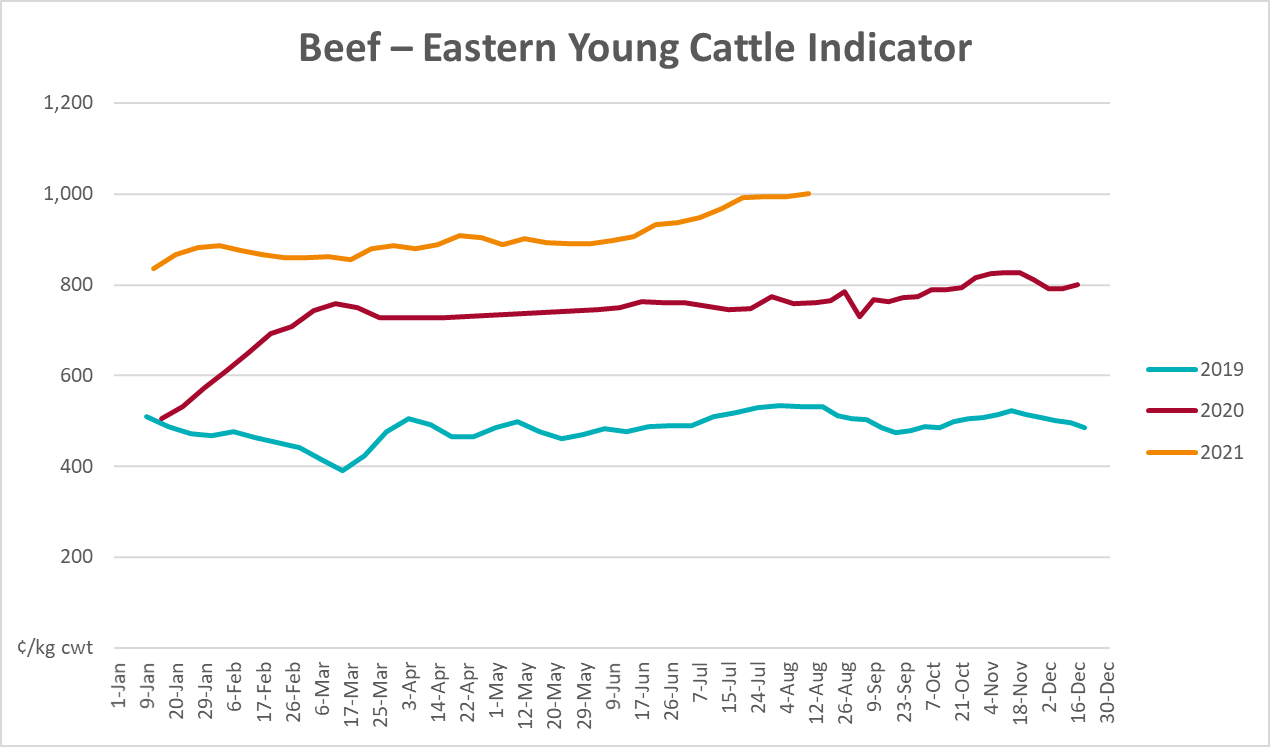 Beef – Eastern Young Cattle Indicator
1,200
1,000
800
600
400
200
¢/kg cwt
1-Jan
9-Jan
20-Jan
29-Jan
6-Feb
17-Feb
26-Feb
6-Mar
17-Mar
25-Mar
3-Apr
14-Apr
22-Apr
1-May
12-May
20-May
29-May
9-Jun
17-Jun
26-Jun
7-Jul
15-Jul
24-Jul
4-Aug
12-Aug
26-Aug
9-Sep
23-Sep
7-Oct
21-Oct
4-Nov
18-Nov
2-Dec
16-Dec
30-Dec
2019
2020
2021